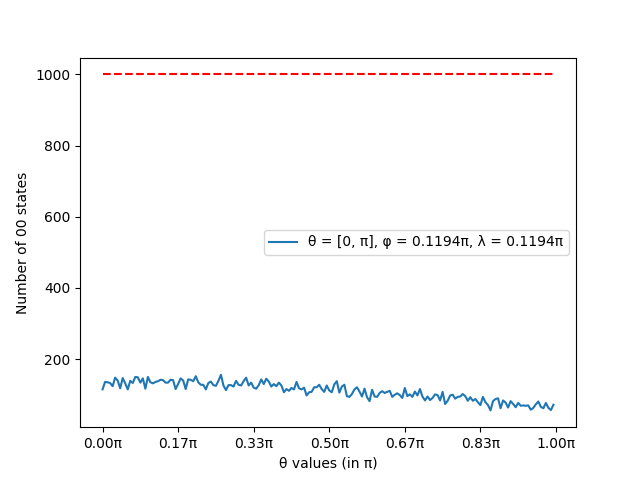 1000
800
600
400
200
Number of 00 states
θ = [0, π], φ = 0.1194π, λ = 0.1194π
0.00π 0.17π 0.33π 0.50π 0.67π 0.83π 1.00π
θ values (in π)